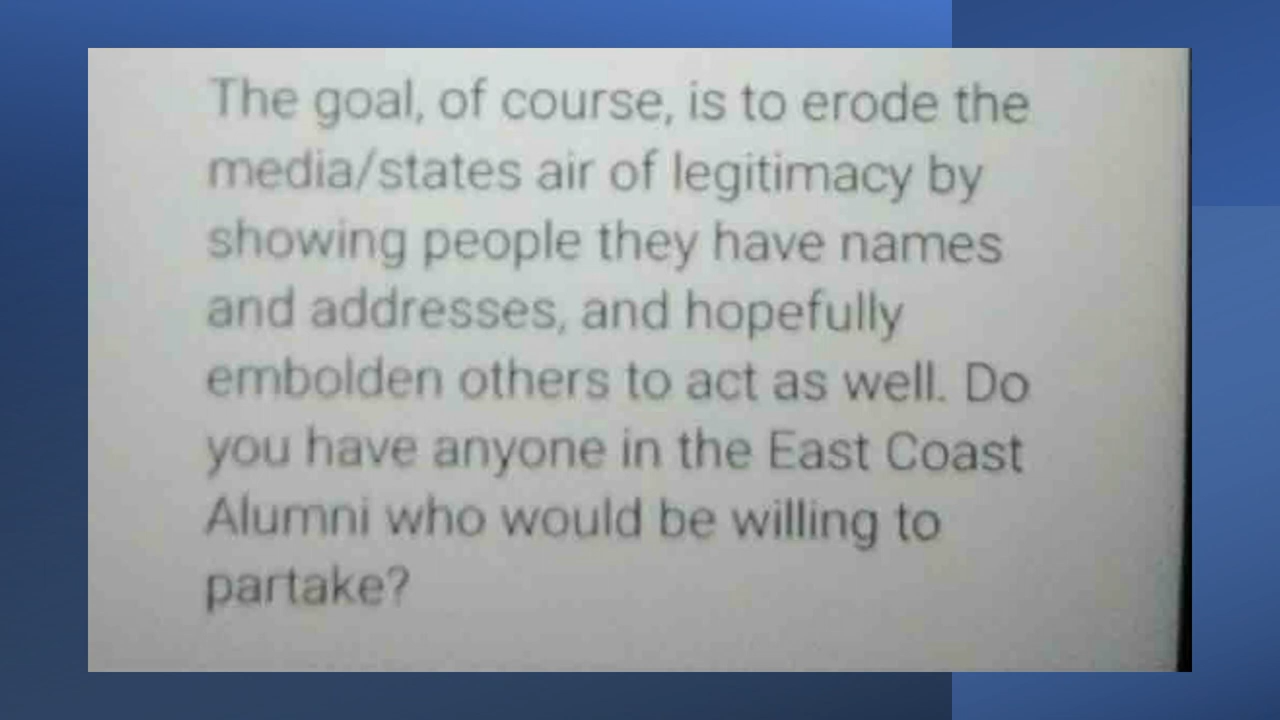 The goal, of course, is to erode the
media/states air of legitimacy by
showing people they have names
and addresses, and hopefully
embolden others to act as well. Do
you have anyone in the East Coast
Alumni who would be willing to
partake?